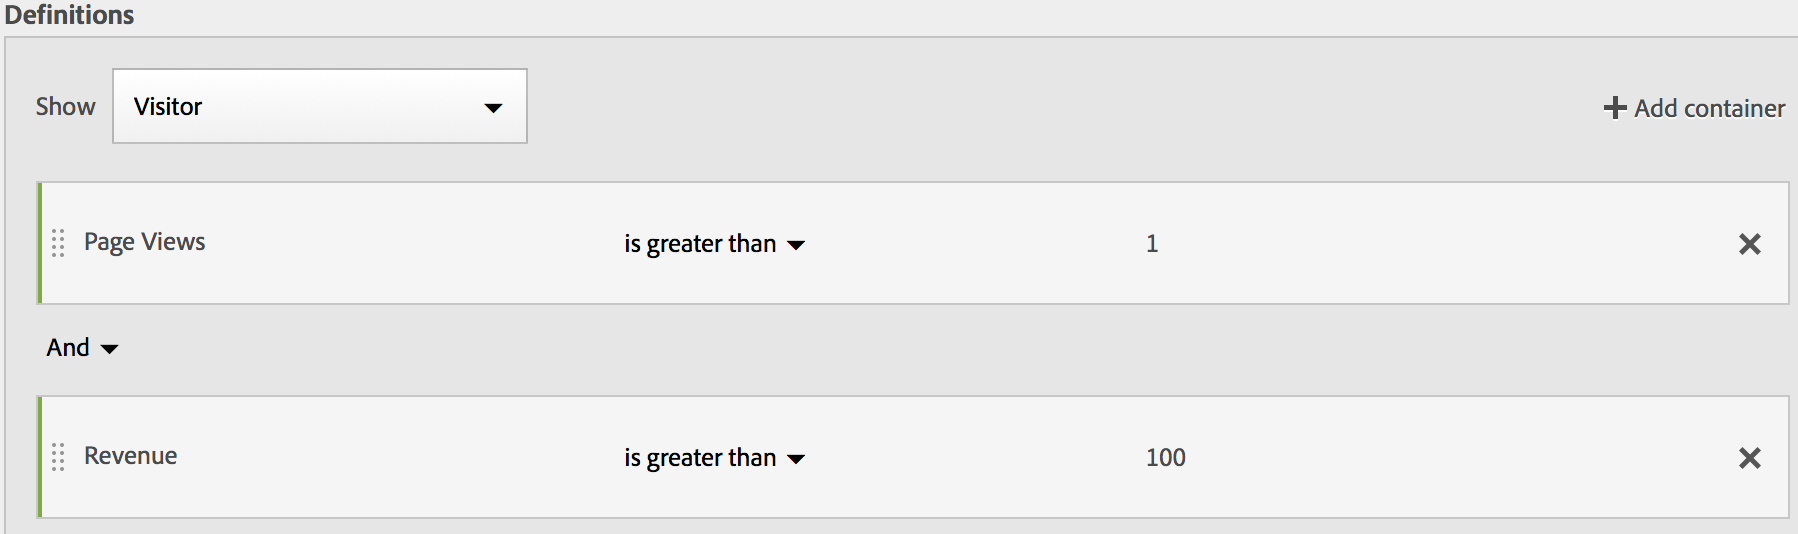 Definitions
Show Visitor + Add container
Page Views is greater than 1
And
Revenue is greater than 100